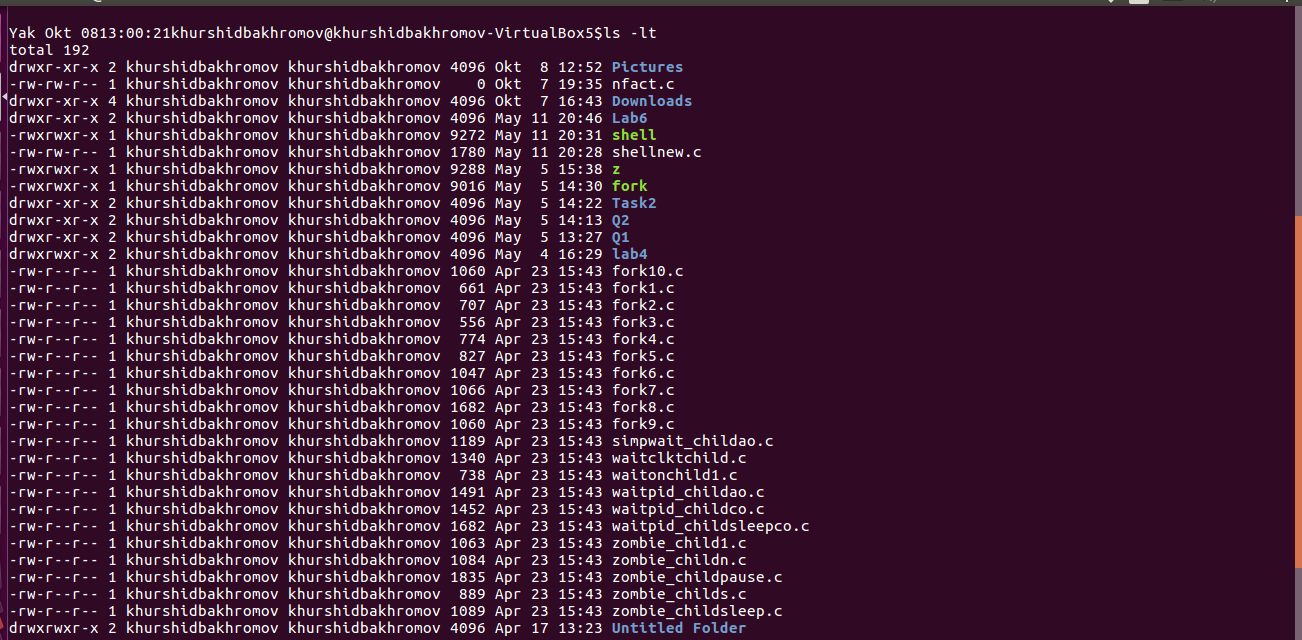 Yak Okt 0813:00:21khurshidbakhromov@khurshidbakhromov-VirtualBox5$ls -lt
total 192
drwxr-xr-x 2 khurshidbakhromov khurshidbakhromov 4096 Okt  8 12:52 Pictures
-rw-rw-r-- 1 khurshidbakhromov khurshidbakhromov    0 Okt  7 19:35 nfact.c
drwxr-xr-x 4 khurshidbakhromov khurshidbakhromov 4096 Okt  7 16:43 Downloads
drwxr-xr-x 2 khurshidbakhromov khurshidbakhromov 4096 May 11 20:46 Lab6
-rwxrwxr-x 1 khurshidbakhromov khurshidbakhromov 9272 May 11 20:31 shell
-rw-rw-r-- 1 khurshidbakhromov khurshidbakhromov 1780 May 11 20:28 shellnew.c
-rwxrwxr-x 1 khurshidbakhromov khurshidbakhromov 9288 May  5 15:38 z
-rwxrwxr-x 1 khurshidbakhromov khurshidbakhromov 9016 May  5 14:30 fork
drwxr-xr-x 2 khurshidbakhromov khurshidbakhromov 4096 May  5 14:22 Task2
drwxr-xr-x 2 khurshidbakhromov khurshidbakhromov 4096 May  5 14:13 Q2
drwxr-xr-x 2 khurshidbakhromov khurshidbakhromov 4096 May  5 13:27 Q1
drwxrwxr-x 2 khurshidbakhromov khurshidbakhromov 4096 May  4 16:29 lab4
-rw-r--r-- 1 khurshidbakhromov khurshidbakhromov 1060 Apr 23 15:43 fork10.c
-rw-r--r-- 1 khurshidbakhromov khurshidbakhromov  661 Apr 23 15:43 fork1.c
-rw-r--r-- 1 khurshidbakhromov khurshidbakhromov  707 Apr 23 15:43 fork2.c
-rw-r--r-- 1 khurshidbakhromov khurshidbakhromov  556 Apr 23 15:43 fork3.c
-rw-r--r-- 1 khurshidbakhromov khurshidbakhromov  774 Apr 23 15:43 fork4.c
-rw-r--r-- 1 khurshidbakhromov khurshidbakhromov  827 Apr 23 15:43 fork5.c
-rw-r--r-- 1 khurshidbakhromov khurshidbakhromov 1047 Apr 23 15:43 fork6.c
-rw-r--r-- 1 khurshidbakhromov khurshidbakhromov 1066 Apr 23 15:43 fork7.c
-rw-r--r-- 1 khurshidbakhromov khurshidbakhromov 1682 Apr 23 15:43 fork8.c
-rw-r--r-- 1 khurshidbakhromov khurshidbakhromov 1060 Apr 23 15:43 fork9.c
-rw-r--r-- 1 khurshidbakhromov khurshidbakhromov 1189 Apr 23 15:43 simpwait_childao.c
-rw-r--r-- 1 khurshidbakhromov khurshidbakhromov 1340 Apr 23 15:43 waitclktchild.c
-rw-r--r-- 1 khurshidbakhromov khurshidbakhromov  738 Apr 23 15:43 waitonchild1.c
-rw-r--r-- 1 khurshidbakhromov khurshidbakhromov 1491 Apr 23 15:43 waitpid_childao.c
-rw-r--r-- 1 khurshidbakhromov khurshidbakhromov 1452 Apr 23 15:43 waitpid_childco.c
-rw-r--r-- 1 khurshidbakhromov khurshidbakhromov 1682 Apr 23 15:43 waitpid_childsleepco.c
-rw-r--r-- 1 khurshidbakhromov khurshidbakhromov 1063 Apr 23 15:43 zombie_child1.c
-rw-r--r-- 1 khurshidbakhromov khurshidbakhromov 1084 Apr 23 15:43 zombie_childn.c
-rw-r--r-- 1 khurshidbakhromov khurshidbakhromov 1835 Apr 23 15:43 zombie_childpause.c
-rw-r--r-- 1 khurshidbakhromov khurshidbakhromov  889 Apr 23 15:43 zombie_childs.c
-rw-r--r-- 1 khurshidbakhromov khurshidbakhromov 1089 Apr 23 15:43 zombie_childsleep.c
drwxrwxr-x 2 khurshidbakhromov khurshidbakhromov 4096 Apr 17 13:23 Untitled Folder